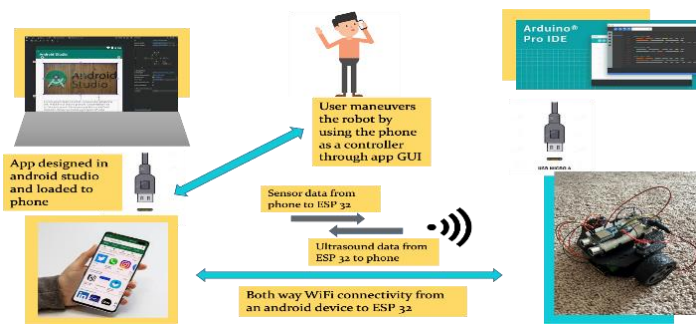 Android Studio
Android
Studio
Arduino®
Pro IDE
User maneuvers
the robot by
using the phone
as a controller
through app GUI
App designed in
android studio
and loaded to
phone
Sensor data from
phone to ESP 32
Ultrasound data from
ESP 32 to phone
Both way WiFi connectivity from
an android device to ESP 32